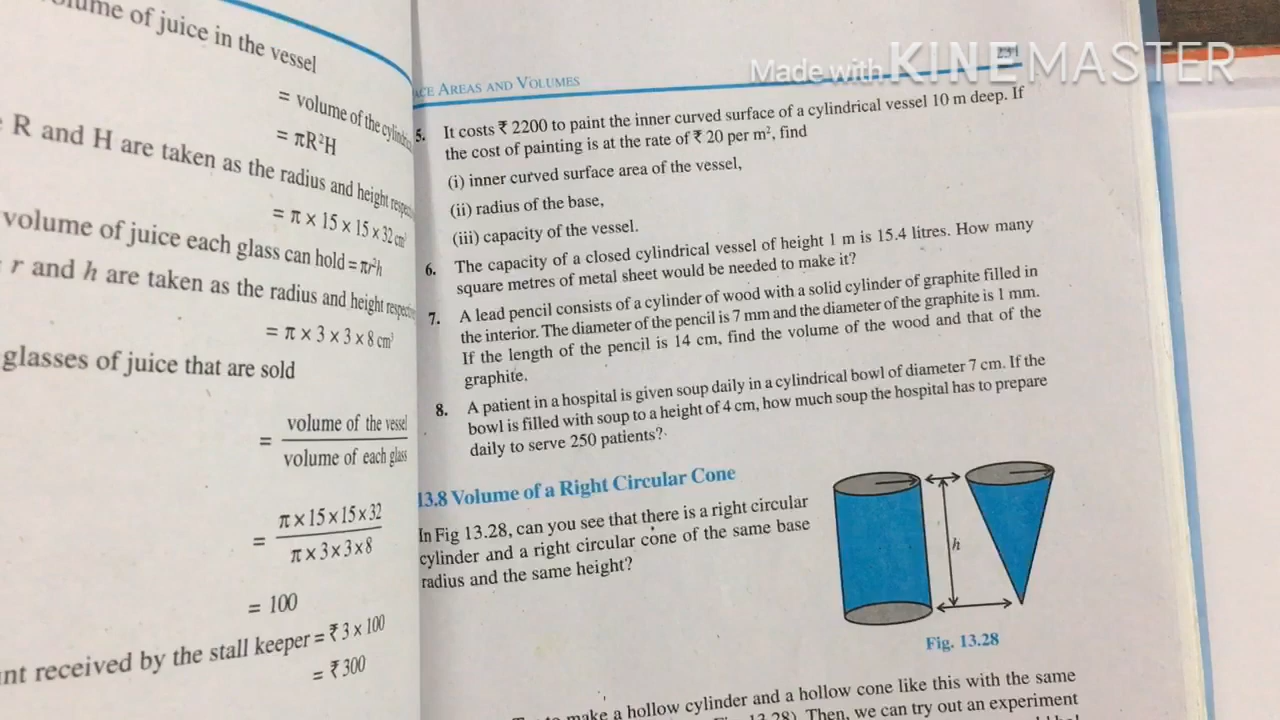 of juice in the vessel
= volume of the
= πR²H
R and H are taken as the radius and height
= π × 15 × 15 × 32 cm³
volume of juice each glass can hold = πr²h
r and h are taken as the radius and height
= π × 3 × 3 × 8 cm³
glasses of juice that are sold
= volume of the vessel
volume of each glass
= π × 15 × 15 × 32
π × 3 × 3 × 8
= 100
received by the stall keeper = ₹ 3 × 100
= ₹ 300
AREAS AND VOLUMES
231
Made with KINEMASTER
5. It costs ₹ 2200 to paint the inner curved surface of a cylindrical vessel 10 m deep. If
the cost of painting is at the rate of ₹ 20 per m², find
(i) inner curved surface area of the vessel,
(ii) radius of the base,
(iii) capacity of the vessel.
6. The capacity of a closed cylindrical vessel of height 1 m is 15.4 litres. How many
square metres of metal sheet would be needed to make it?
7. A lead pencil consists of a cylinder of wood with a solid cylinder of graphite filled in
the interior. The diameter of the pencil is 7 mm and the diameter of the graphite is 1 mm.
If the length of the pencil is 14 cm, find the volume of the wood and that of the
graphite.
8. A patient in a hospital is given soup daily in a cylindrical bowl of diameter 7 cm. If the
bowl is filled with soup to a height of 4 cm, how much soup the hospital has to prepare
daily to serve 250 patients?
13.8 Volume of a Right Circular Cone
In Fig 13.28, can you see that there is a right circular
cylinder and a right circular cone of the same base
radius and the same height?
h
Fig. 13.28
make a hollow cylinder and a hollow cone like this with the same
13.28). Then, we can try out an experiment